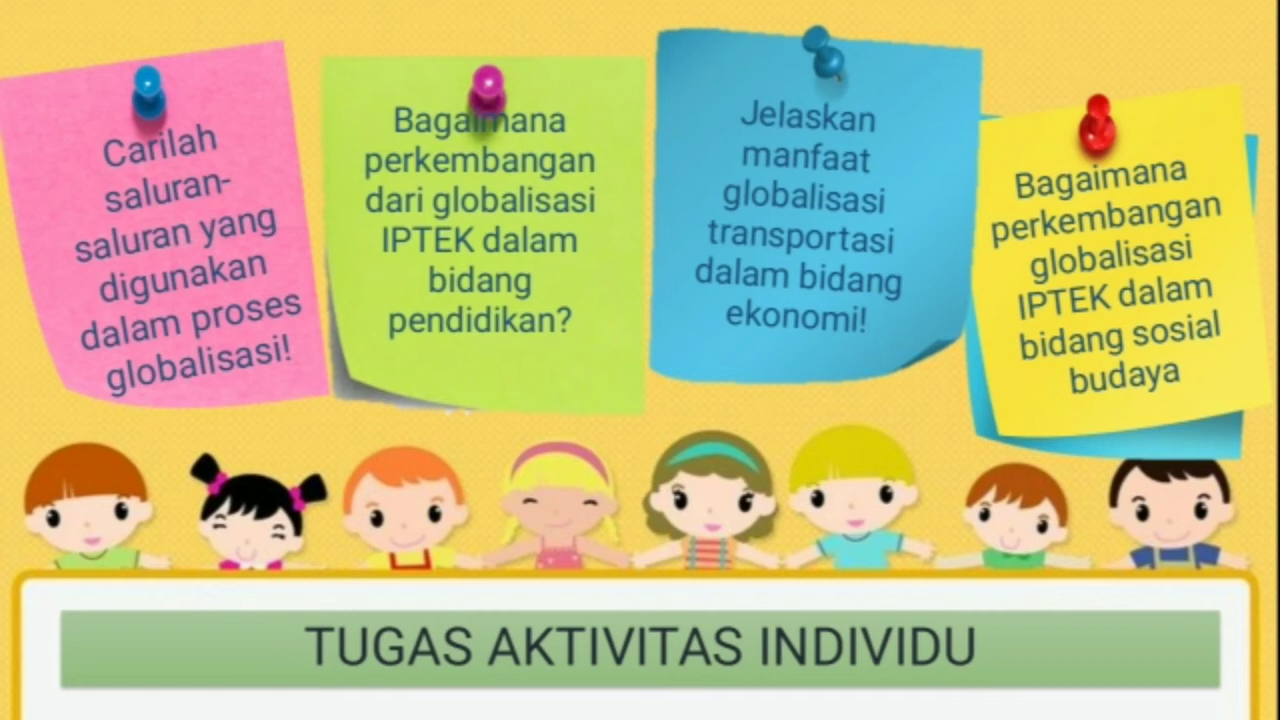 Carilah
saluran-
saluran yang
digunakan
dalam proses
globalisasi!
Bagaimana
perkembangan
dari globalisasi
IPTEK dalam
bidang
pendidikan?
Jelaskan
manfaat
globalisasi
transportasi
dalam bidang
ekonomi!
Bagaimana
perkembangan
globalisasi
IPTEK dalam
bidang sosial
budaya
TUGAS AKTIVITAS INDIVIDU